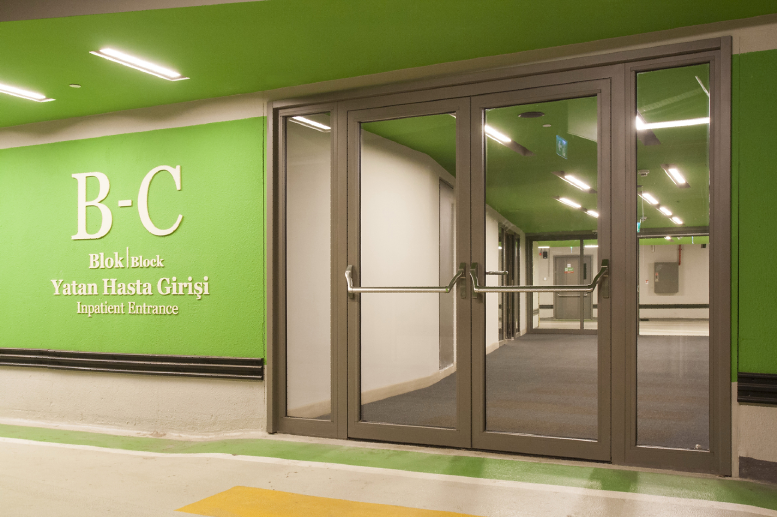 B-C
Blok|Block
Yatan Hasta Girişi
Inpatient Entrance